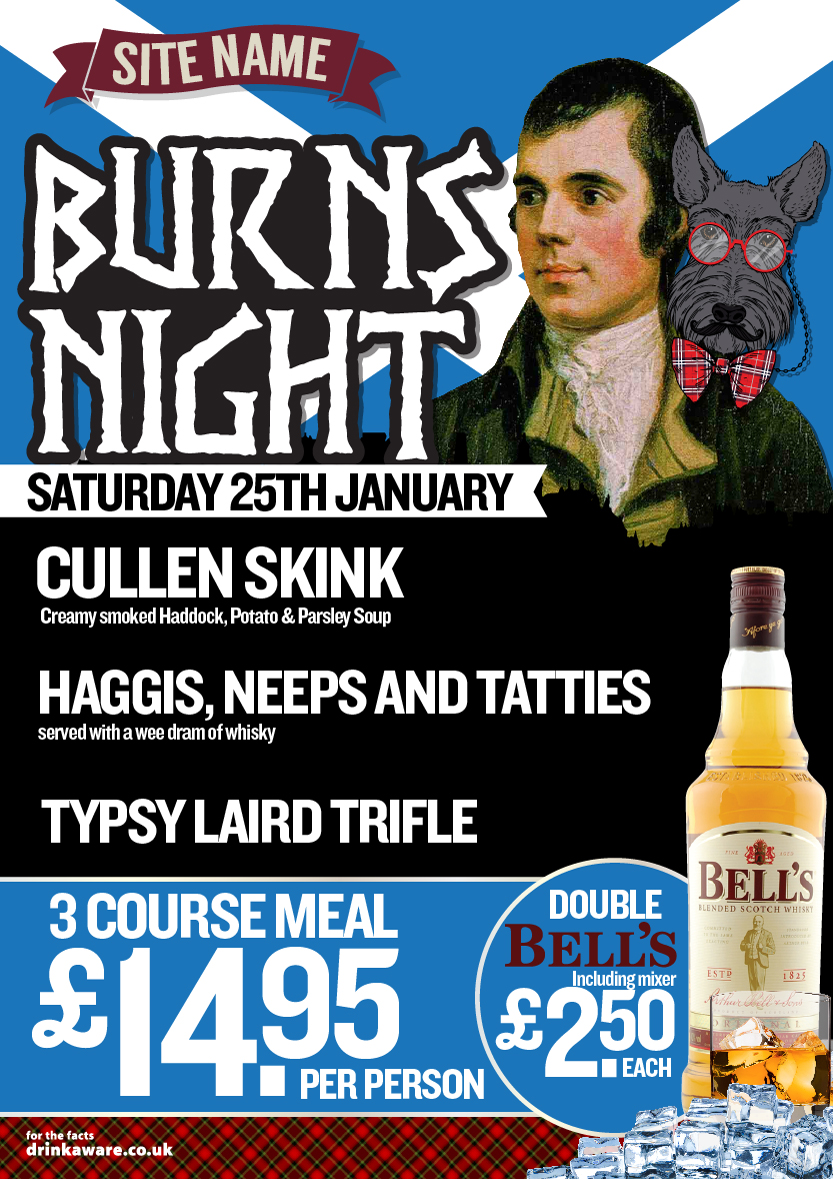 SITE NAME
BURNS
NIGHT
SATURDAY 25TH JANUARY
CULLEN SKINK
Creamy smoked Haddock, Potato & Parsley Soup
HAGGIS, NEEPS AND TATTIES
served with a wee dram of whisky
TYPSY LAIRD TRIFLE
3 COURSE MEAL
£14.95
PER PERSON
DOUBLE
BELL'S
Including mixer
£2.50
EACH
BELL'S
BLENDED SCOTCH WHISKY
ESTD 1825
ORIGINAL
for the facts
drinkaware.co.uk